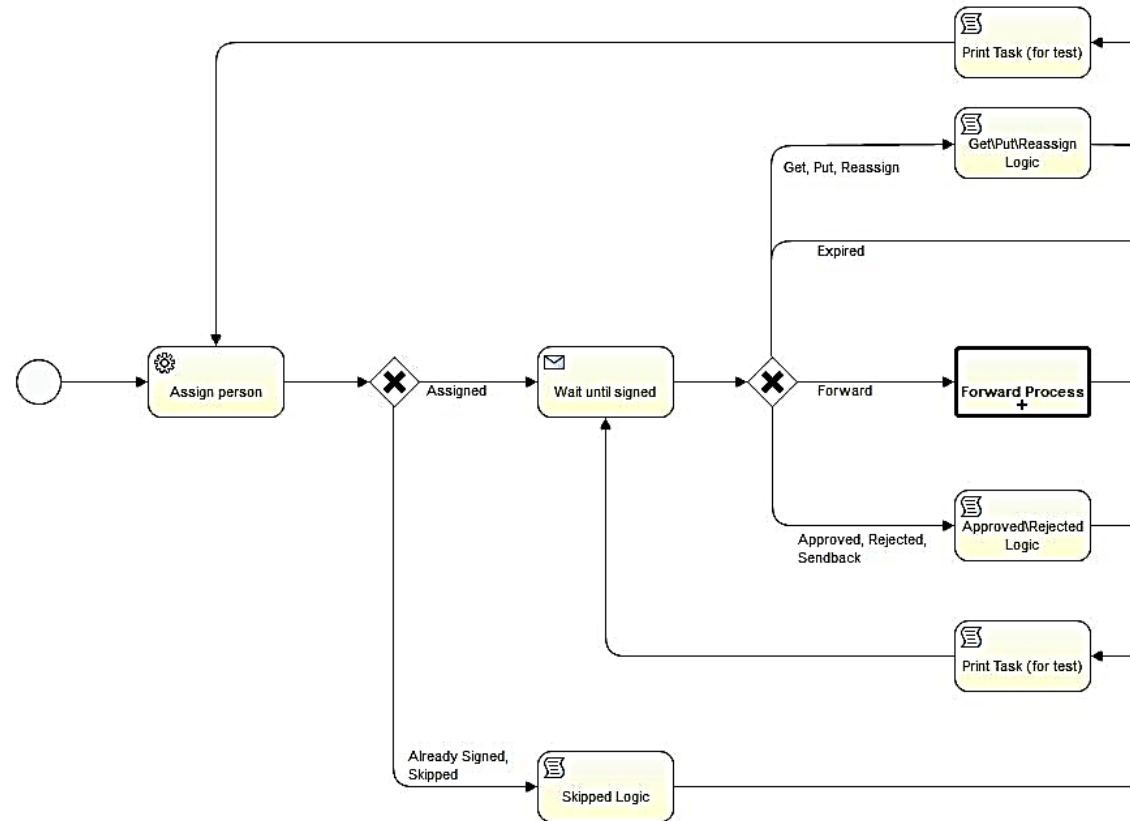 Print Task (for test)
Get\Put\Reassign
Logic
Get, Put, Reassign
Expired
Assign person
Assigned
Wait until signed
Forward
Forward Process
Approved\Rejected
Logic
Approved, Rejected,
Sendback
Print Task (for test)
Already Signed,
Skipped
Skipped Logic